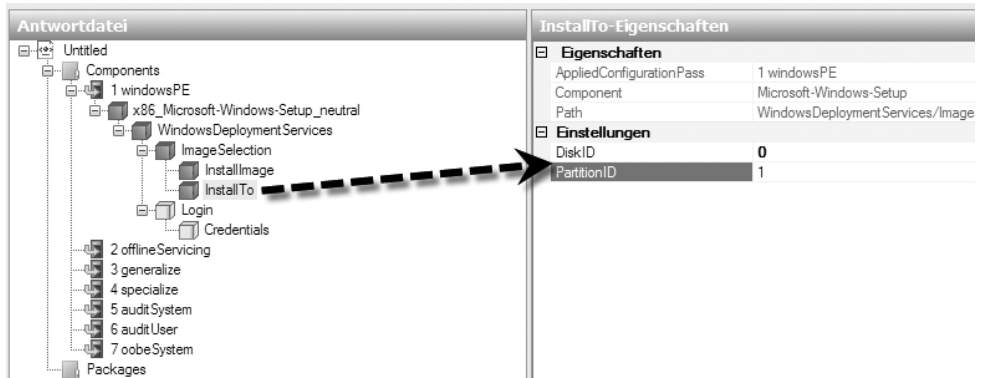 Antwortdatei
Untitled
Components
1 windowsPE
x86_Microsoft-Windows-Setup_neutral
WindowsDeploymentServices
ImageSelection
InstallImage
InstallTo
Login
Credentials
2 offlineServicing
3 generalize
4 specialize
5 auditSystem
6 auditUser
7 oobeSystem
Packages
InstallTo-Eigenschaften
Eigenschaften
AppliedConfigurationPass 1 windowsPE
Component Microsoft-Windows-Setup
Path WindowsDeploymentServices/Image
Einstellungen
DiskID 0
PartitionID 1